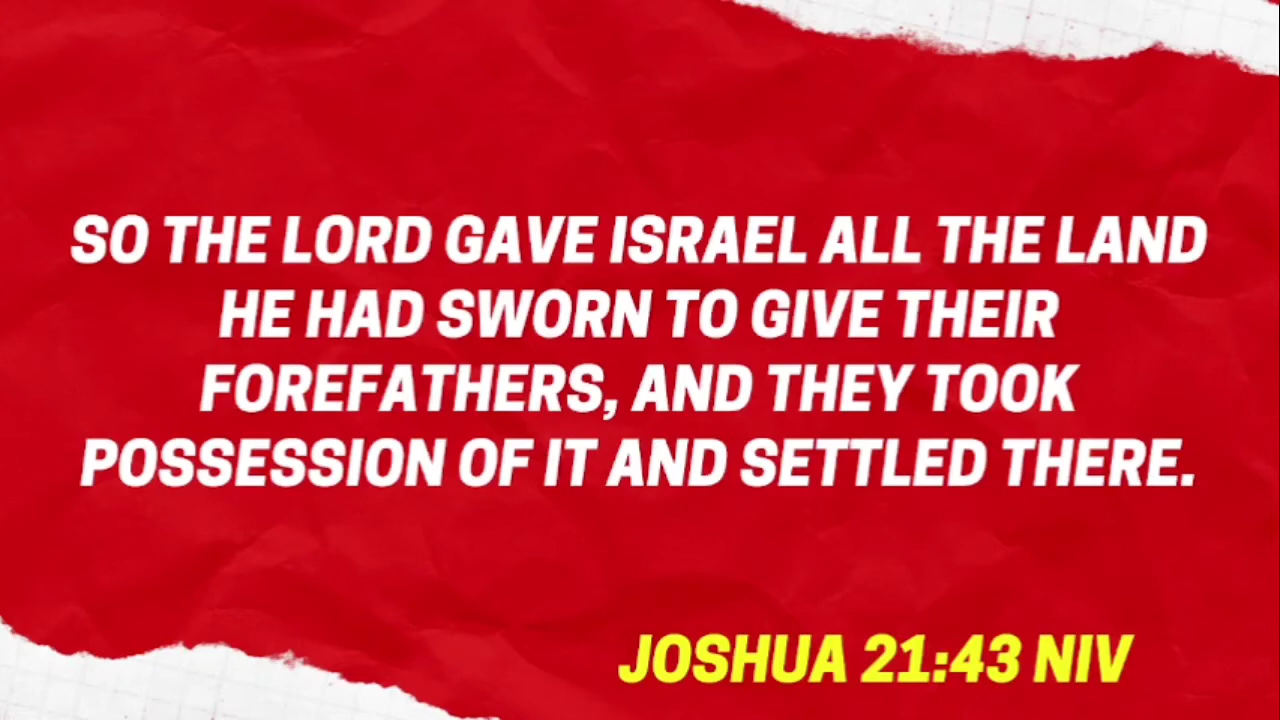 SO THE LORD GAVE ISRAEL ALL THE LAND
HE HAD SWORN TO GIVE THEIR
FOREFATHERS, AND THEY TOOK
POSSESSION OF IT AND SETTLED THERE.
JOSHUA 21:43 NIV